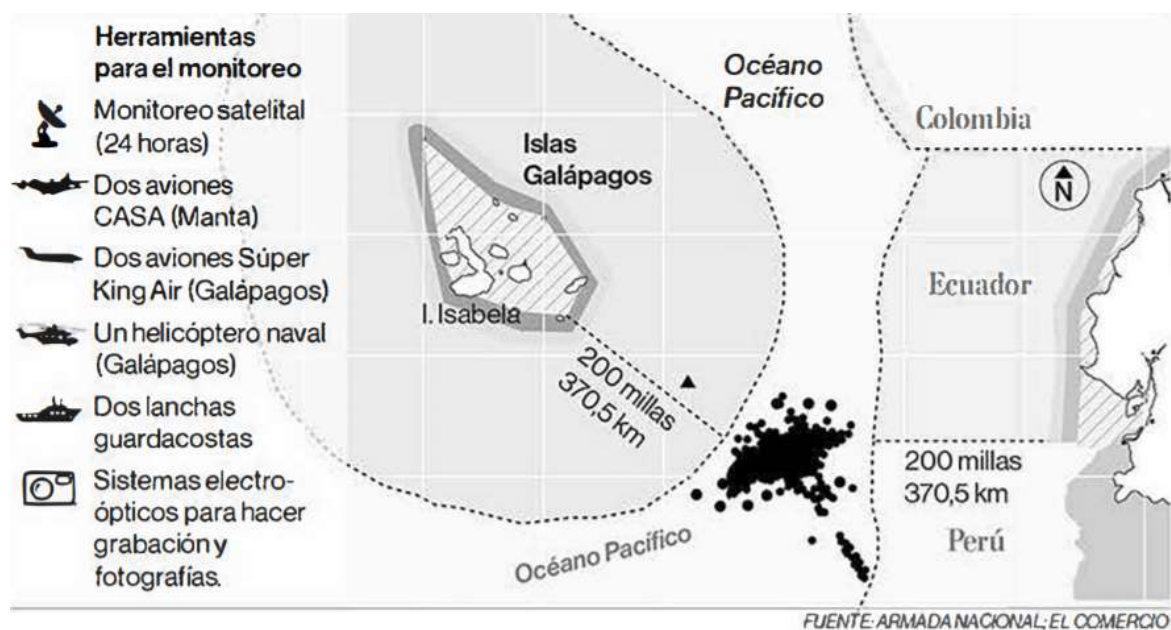 Herramientas
para el monitoreo
Monitoreo satelital
(24 horas)
Dos aviones
CASA (Manta)
Dos aviones Súper
King Air (Galápagos)
Un helicóptero naval
(Galápagos)
Dos lanchas
guardacostas
Sistemas electro-
ópticos para hacer
grabación y
fotografías.
Océano
Pacífico
Islas
Galápagos
I. Isabela
200 millas
370,5 km
Océano Pacífico
Colombia
N
Ecuador
200 millas
370,5 km
Perú
FUENTE: ARMADA NACIONAL; EL COMERCIO